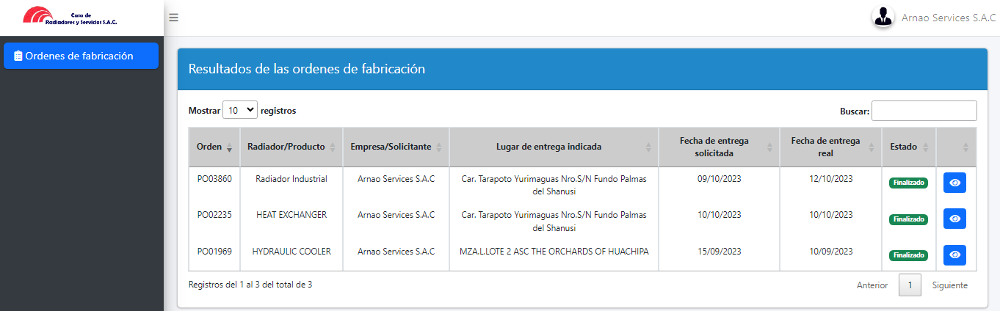 Casa de
Radiadores y Servicios S.A.C.
Arnao Services S.A.C
Ordenes de fabricación
Resultados de las ordenes de fabricación
Mostrar 10 registros
Buscar:
Orden Radiador/Producto Empresa/Solicitante Lugar de entrega indicada Fecha de entrega solicitada Fecha de entrega real Estado
PO03860 Radiador Industrial Arnao Services S.A.C Car. Tarapoto Yurimaguas Nro.S/N Fundo Palmas del Shanusi 09/10/2023 12/10/2023 Finalizado
PO02235 HEAT EXCHANGER Arnao Services S.A.C Car. Tarapoto Yurimaguas Nro.S/N Fundo Palmas del Shanusi 10/10/2023 10/10/2023 Finalizado
PO01969 HYDRAULIC COOLER Arnao Services S.A.C MZA.L.LOTE 2 ASC THE ORCHARDS OF HUACHIPA 15/09/2023 10/09/2023 Finalizado
Registros del 1 al 3 del total de 3
Anterior 1 Siguiente